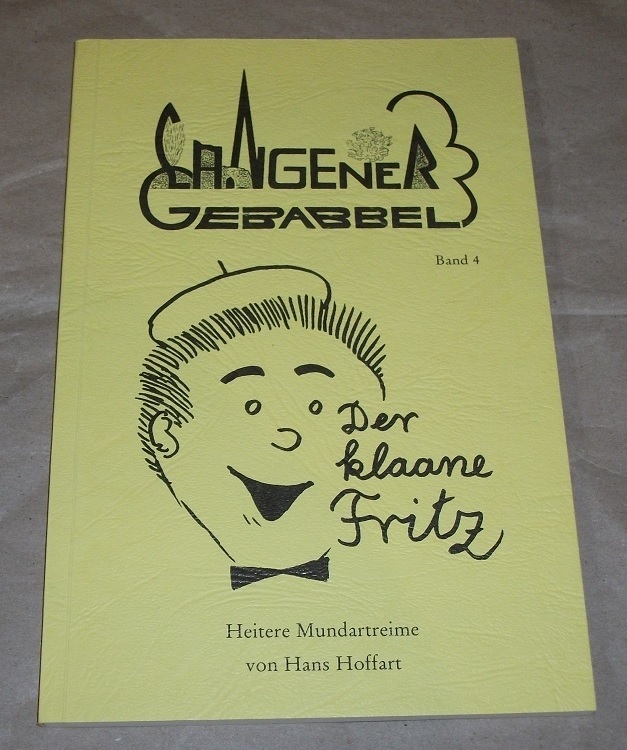 LANGENER
GEBABBEL
Band 4
Der
klaane
Fritz
Heitere Mundartreime
von Hans Hoffart